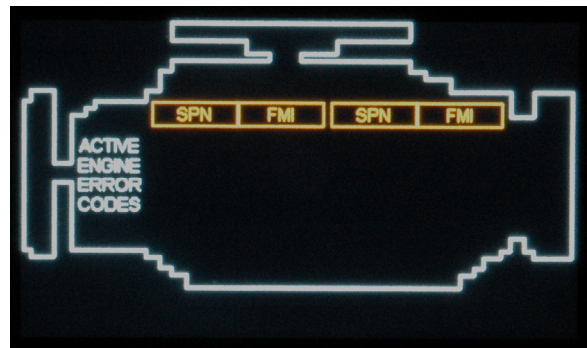 SPN FMI SPN FMI
ACTIVE
ENGINE
ERROR
CODES